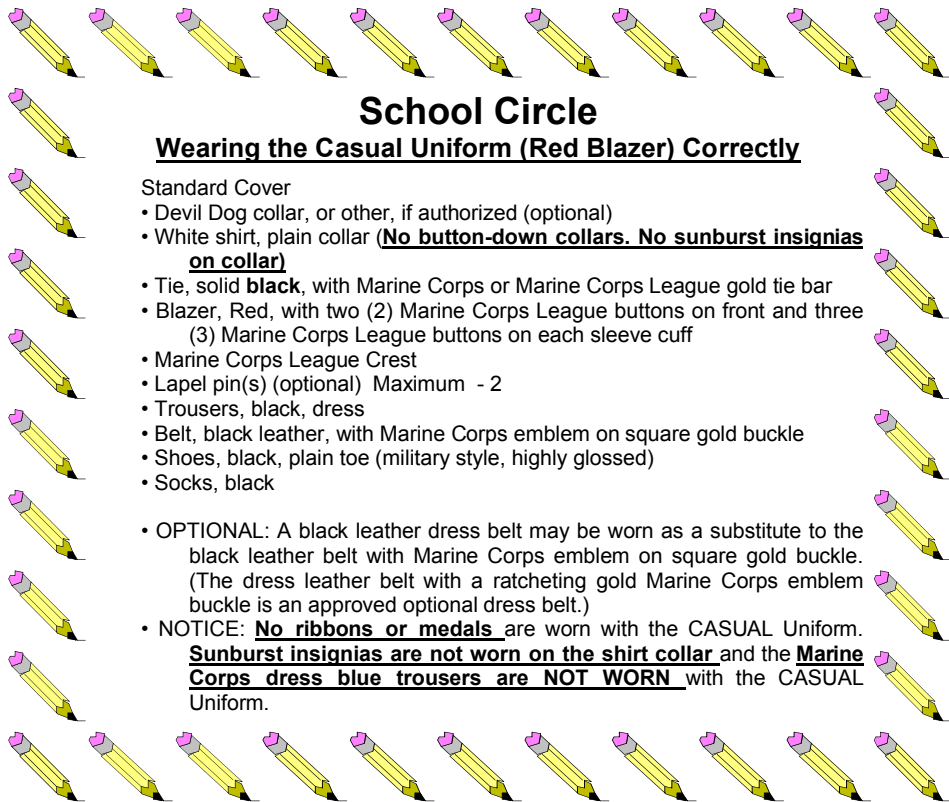 School Circle
Wearing the Casual Uniform (Red Blazer) Correctly
Standard Cover
• Devil Dog collar, or other, if authorized (optional)
• White shirt, plain collar (No button-down collars. No sunburst insignias
on collar)
• Tie, solid black, with Marine Corps or Marine Corps League gold tie bar
• Blazer, Red, with two (2) Marine Corps League buttons on front and three
(3) Marine Corps League buttons on each sleeve cuff
• Marine Corps League Crest
• Lapel pin(s) (optional) Maximum - 2
• Trousers, black, dress
• Belt, black leather, with Marine Corps emblem on square gold buckle
• Shoes, black, plain toe (military style, highly glossed)
• Socks, black
• OPTIONAL: A black leather dress belt may be worn as a substitute to the
black leather belt with Marine Corps emblem on square gold buckle.
(The dress leather belt with a ratcheting gold Marine Corps emblem
buckle is an approved optional dress belt.)
• NOTICE: No ribbons or medals are worn with the CASUAL Uniform.
Sunburst insignias are not worn on the shirt collar and the Marine
Corps dress blue trousers are NOT WORN with the CASUAL
Uniform.